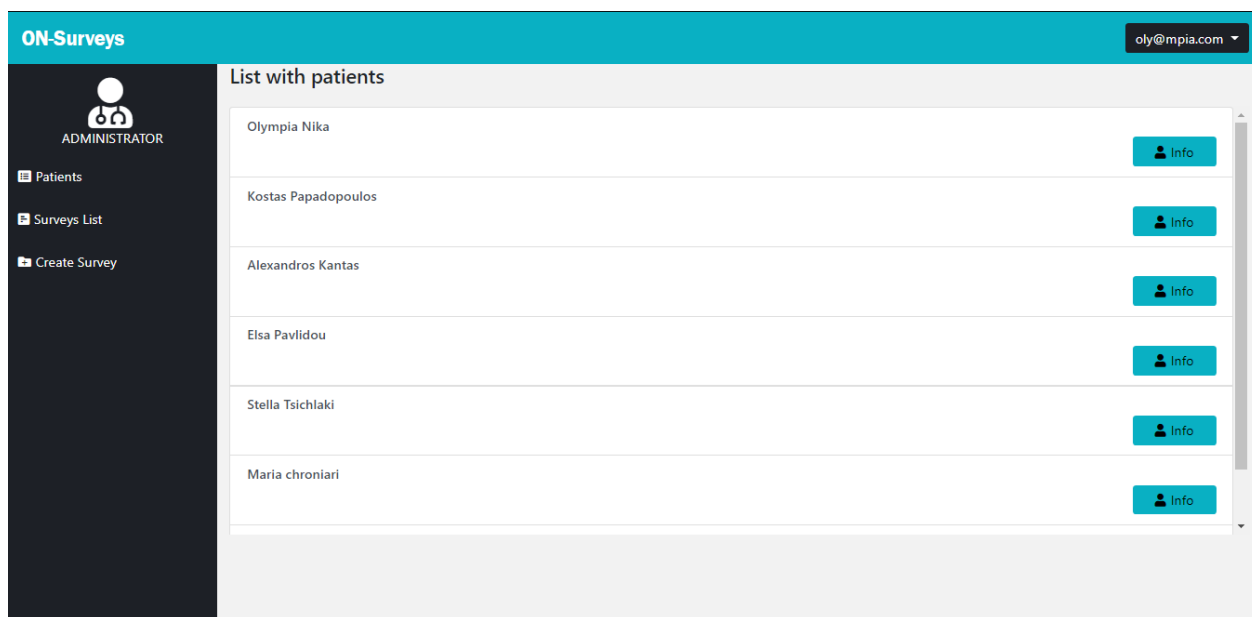 ON-Surveys
oly@mpia.com
ADMINISTRATOR
Patients
Surveys List
Create Survey
List with patients
Olympia Nika
Info
Kostas Papadopoulos
Info
Alexandros Kantas
Info
Elsa Pavlidou
Info
Stella Tsichlaki
Info
Maria chroniari
Info